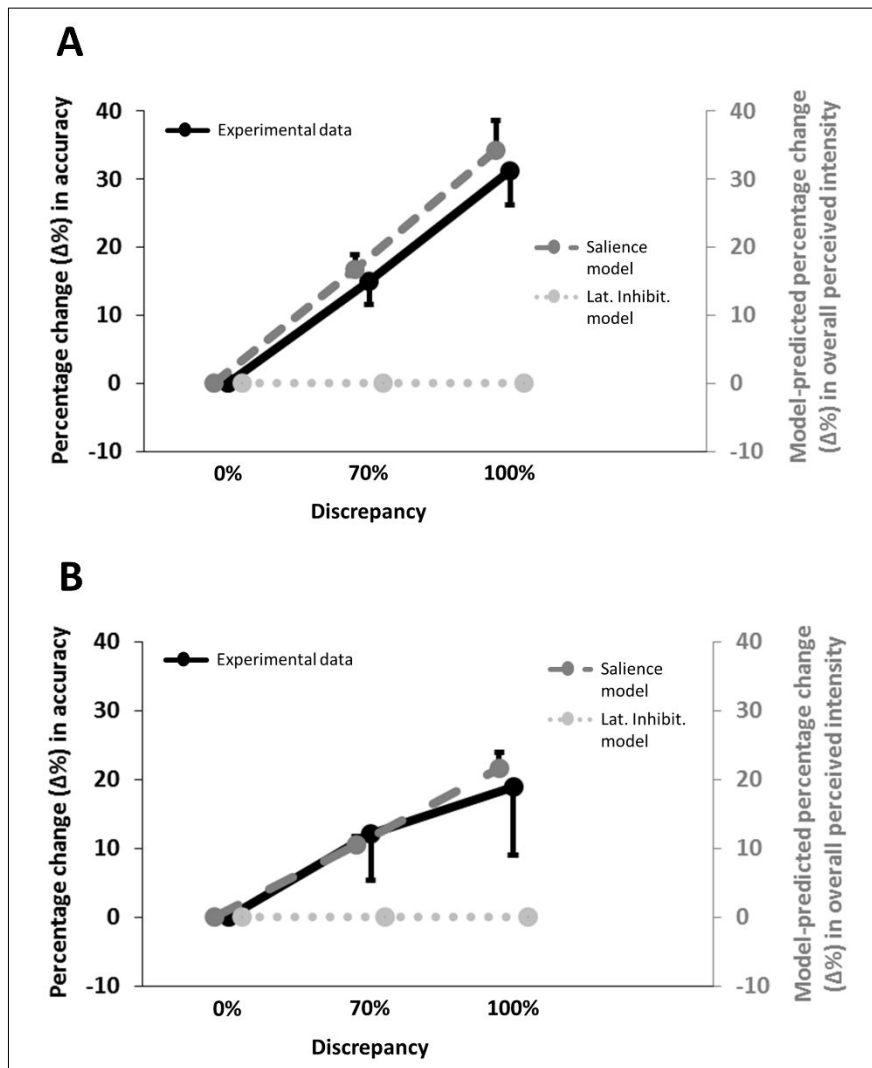 A
Percentage change (Δ%) in accuracy
40
30
20
10
0
-10
Experimental data
Salience
model
Lat. Inhibit.
model
40
30
20
10
0
-10
Model-predicted percentage change
(Δ%) in overall perceived intensity
0% 70% 100%
Discrepancy
B
Percentage change (Δ%) in accuracy
40
30
20
10
0
-10
Experimental data
Salience
model
Lat. Inhibit.
model
40
30
20
10
0
-10
Model-predicted percentage change
(Δ%) in overall perceived intensity
0% 70% 100%
Discrepancy